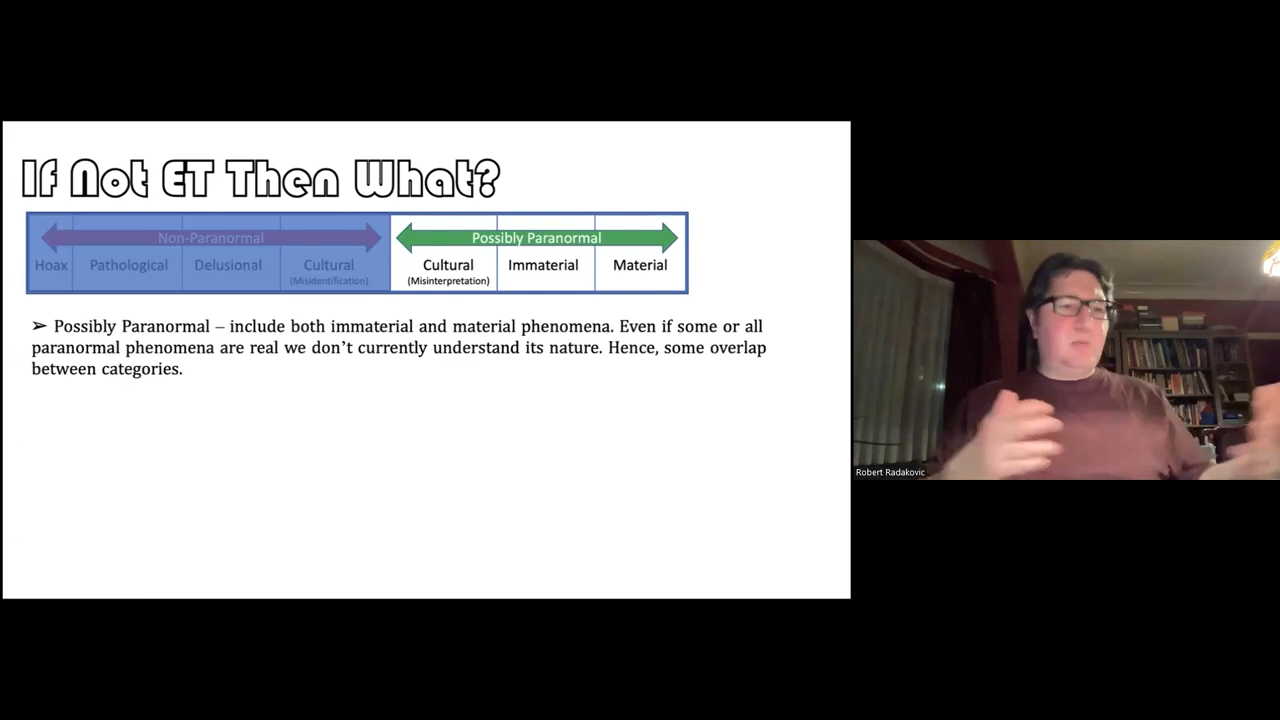 If Not ET Then What?
Non-Paranormal
Possibly Paranormal
Hoax
Pathological
Delusional
Cultural
(Misidentification)
Cultural
(Misinterpretation)
Immaterial
Material
➢ Possibly Paranormal – include both immaterial and material phenomena. Even if some or all
paranormal phenomena are real we don’t currently understand its nature. Hence, some overlap
between categories.
Robert Radakovic